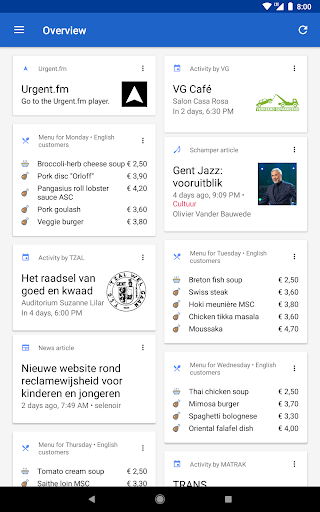 8:00
Overview
Urgent.fm
Urgent.fm
Go to the Urgent.fm player.
Menu for Monday • English
customers
Broccoli-herb cheese soup € 2,50
Pork disc "Orloff" € 3,20
Pangasius roll lobster
sauce ASC € 4,20
Pork goulash € 3,60
Veggie burger € 3,70
Activity by TZAL
Het raadsel van
goed en kwaad
Auditorium Suzanne Lilar
In 4 days, 6:00 PM
News article
Nieuwe website rond
reclamewijsheid voor
kinderen en jongeren
2 days ago, 7:49 AM • selenoir
Menu for Thursday • English
customers
Tomato cream soup € 2,50
Saithe loin MSC € 3,70
Activity by VG
VG Café
Salon Casa Rosa
In 2 days, 6:30 PM
Schamper article
Gent Jazz:
vooruitblik
4 days ago, 9:09 PM •
Cultuur
Olivier Vander Bauwede
Menu for Tuesday • English
customers
Breton fish soup € 2,50
Swiss steak € 3,60
Hoki meunière MSC € 3,70
Chicken tikka masala € 3,60
Moussaka € 4,70
Menu for Wednesday • English
customers
Thai chicken soup € 2,50
Mimosa burger € 3,50
Spaghetti bolognese € 3,30
Oriental falafel dish € 4,00
Activity by MATRAK
TRANS